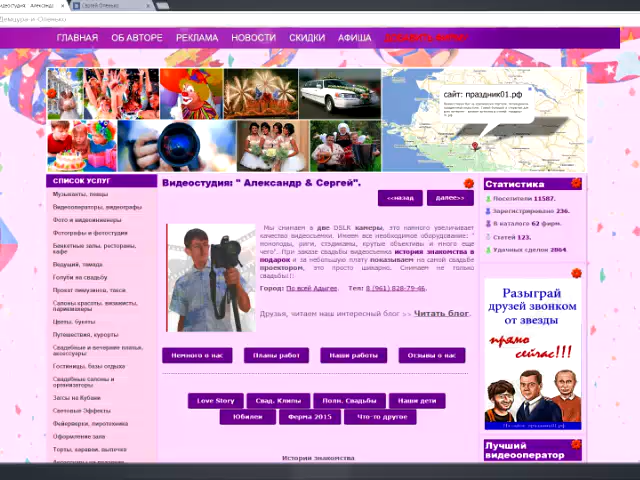 ГЛАВНАЯ ОБ АВТОРЕ РЕКЛАМА НОВОСТИ СКИДКИ АФИША
сайт: праздник01.рф
СПИСОК УСЛУГ
Музыканты, певцы
Видеооператоры, видеографы
Фото и видеокнивары
Фотографы и фотостудия
Банкетные залы, рестораны,
кафе
Ведущий, тамада
Голуби на свадьбу
Прокат лимузинов, такси
Салоны красоты, визажисты,
парикмахеры
Цветы, букеты
Путешествия, курорты
Свадебные и вечерние платья,
аксессуары
Гостиницы, базы отдыха
Свадебные салоны и
организаторы
Загсы на Кубани
Световые Эффекты
Фейерверки, пиротехника
Оформление зала
Торты, караваи, выпечка
Видеостудия: " Александр & Сергей".
<<назад далее>>
Мы снимаем в две DSLR камеры, это намного увеличивает
качество видеосъемки. Имеем все необходимое оборудование: "
моноподы, риги, стэдикамы, крутые объективы и много еще
чего". При заказе свадьбы видеосъемка история знакомства в
подарок и за небольшую плату показываем на самой свадьбе
проектором, это просто шикарно. Снимаем не только
свадьбы!!!
Город: По всей Адыгее. Тел: 8 (961) 828-79-46.
Друзья, читаем наш интересный блог >> Читать блог.
Немного о нас Планы работ Наши работы Отзывы о нас
Love Story Свад. Клипы Полн. Свадьбы Наши дети
Юбилеи Ферма 2015 Что-то другое
История знакомства
Статистика
Посетители 11587.
Зарегистрировано 236.
В каталоге 62 фирм.
Статей 123.
Удачных сделок 2064.
Разыграй
друзей звонком
от звезды
прямо
сейчас!!!
Лучший
видеооператор